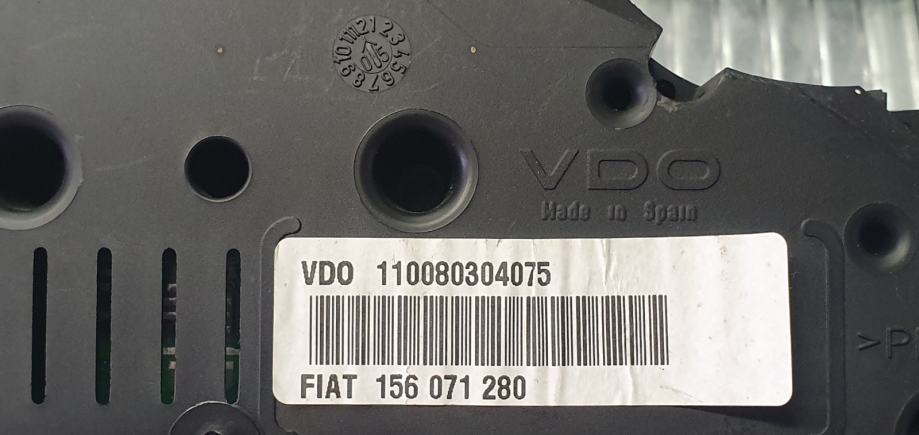 VDO
Made in Spain
VDO 110080304075
FIAT 156 071 280
>P